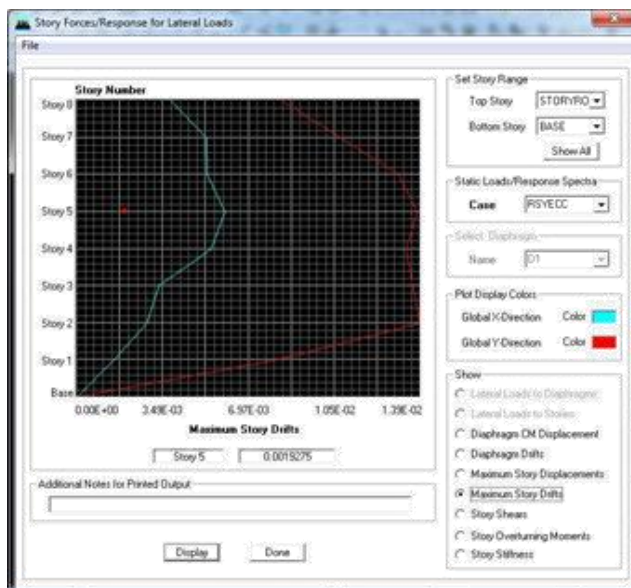 Story Forces/Response for Lateral Loads
File
Story Number
Story 8
Story 7
Story 6
Story 5
Story 4
Story 3
Story 2
Story 1
Base
0.00E+00 3.49E-03 6.97E-03 1.05E-02 1.39E-02
Maximum Story Drifts
Story 5 0.0019275
Additional Notes for Printed Output
Display Done
Set Story Range
Top Story STORYRO
Bottom Story BASE
Show All
Static Loads/Response Spectra
Case RSYECC
Select Diaphragm
Name D1
Plot Display Colors
Global X-Direction Color
Global Y-Direction Color
Show
Lateral Loads to Diaphragms
Lateral Loads to Stories
Diaphragm CM Displacement
Diaphragm Drifts
Maximum Story Displacements
Maximum Story Drifts
Story Shears
Story Overturning Moments
Story Stiffness